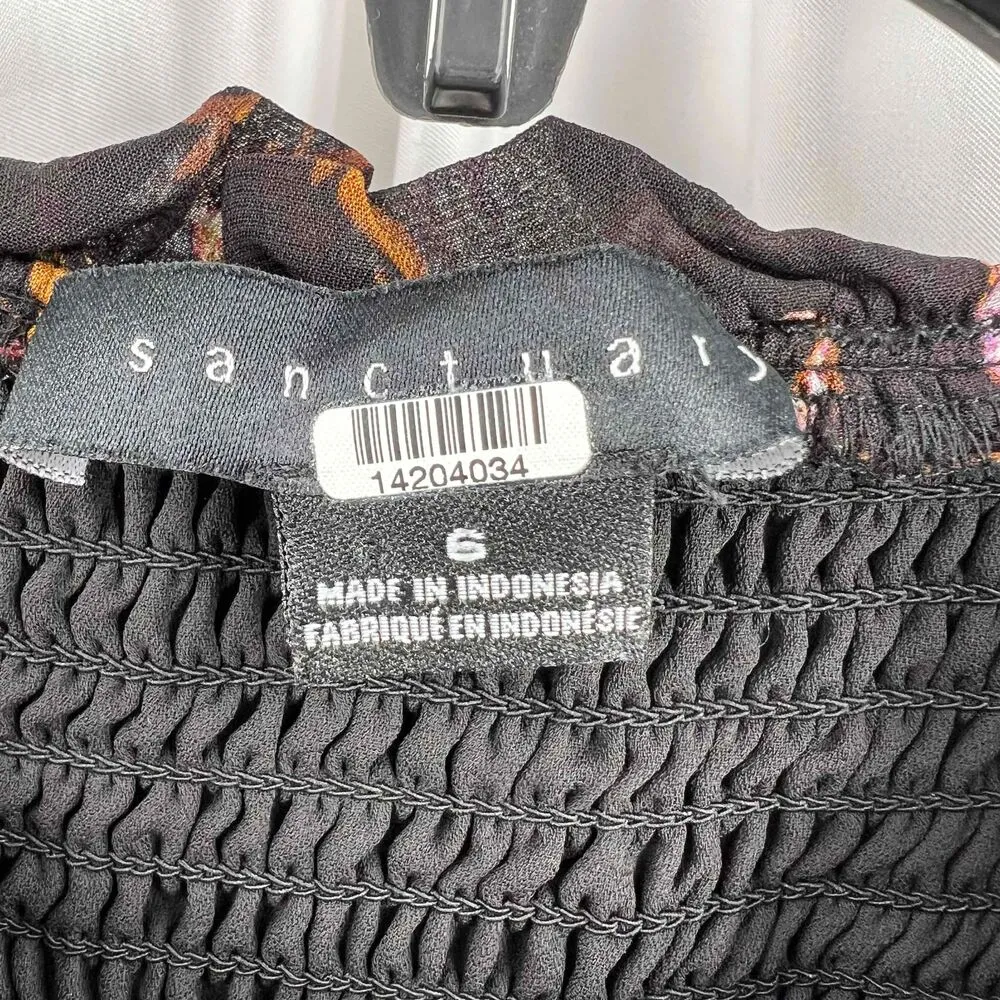 sanctuary
14204034
6
MADE IN INDONESIA
FABRIQUÉ EN INDONÉSIE